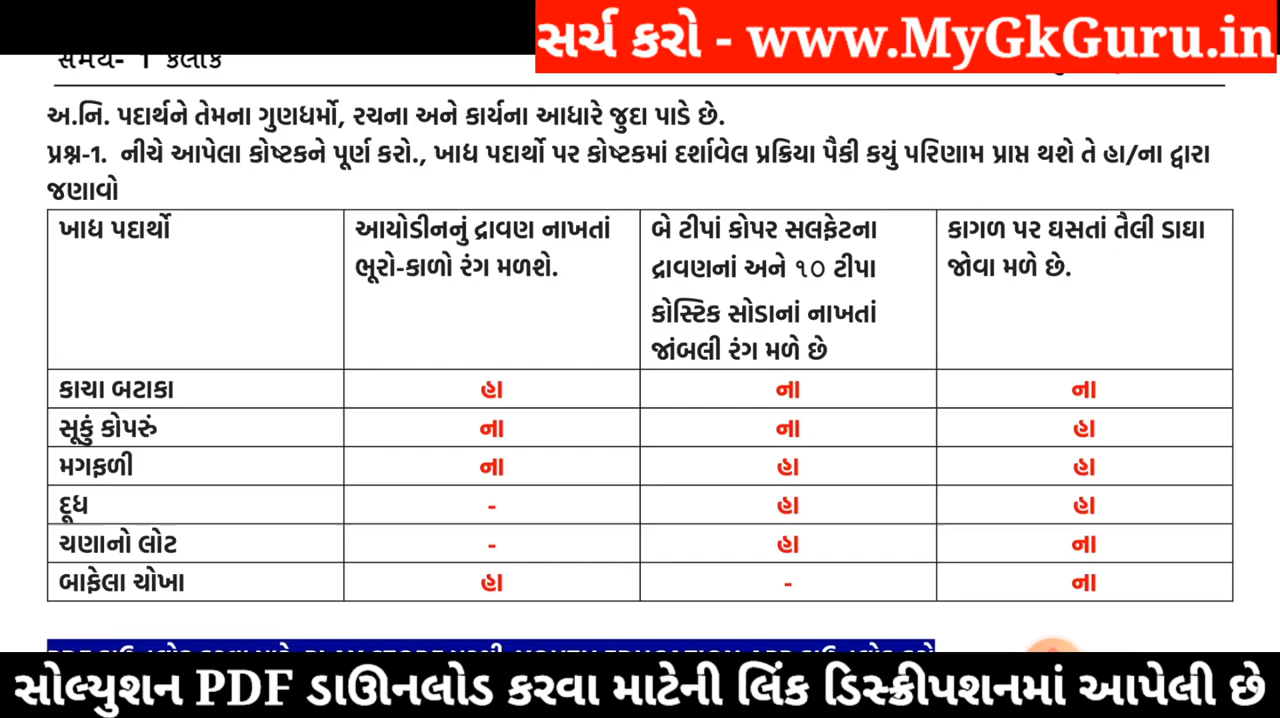 સર્ચ કરો - www.MyGkGuru.in
સમય- 1 કલાક
અ.નિ. પદાર્થને તેમના ગુણધર્મો, રચના અને કાર્યના આધારે જુદા પાડે છે.
પ્રશ્ન-1. નીચે આપેલા કોષ્ટકને પૂર્ણ કરો., ખાદ્ય પદાર્થો પર કોષ્ટકમાં દર્શાવેલ પ્રક્રિયા પૈકી કયું પરિણામ પ્રાપ્ત થશે તે હા/ના દ્વારા
જણાવો
ખાદ્ય પદાર્થો
આયોડીનનું દ્રાવણ નાખતાં
ભૂરો-કાળો રંગ મળશે.
બે ટીપાં કોપર સલફેટના
દ્રાવણનાં અને ૧૦ ટીપા
કોસ્ટિક સોડાનાં નાખતાં
જાંબલી રંગ મળે છે
કાગળ પર ઘસતાં તૈલી ડાઘા
જોવા મળે છે.
કાચા બટાકા હા ના ના
સૂકું કોપરું ના ના હા
મગફળી ના હા હા
દૂધ - હા હા
ચણાનો લોટ - હા ના
બાફેલા ચોખા હા - ના
સોલ્યુશન PDF ડાઊનલોડ કરવા માટેની લિંક ડિસ્ક્રીપશનમાં આપેલી છે